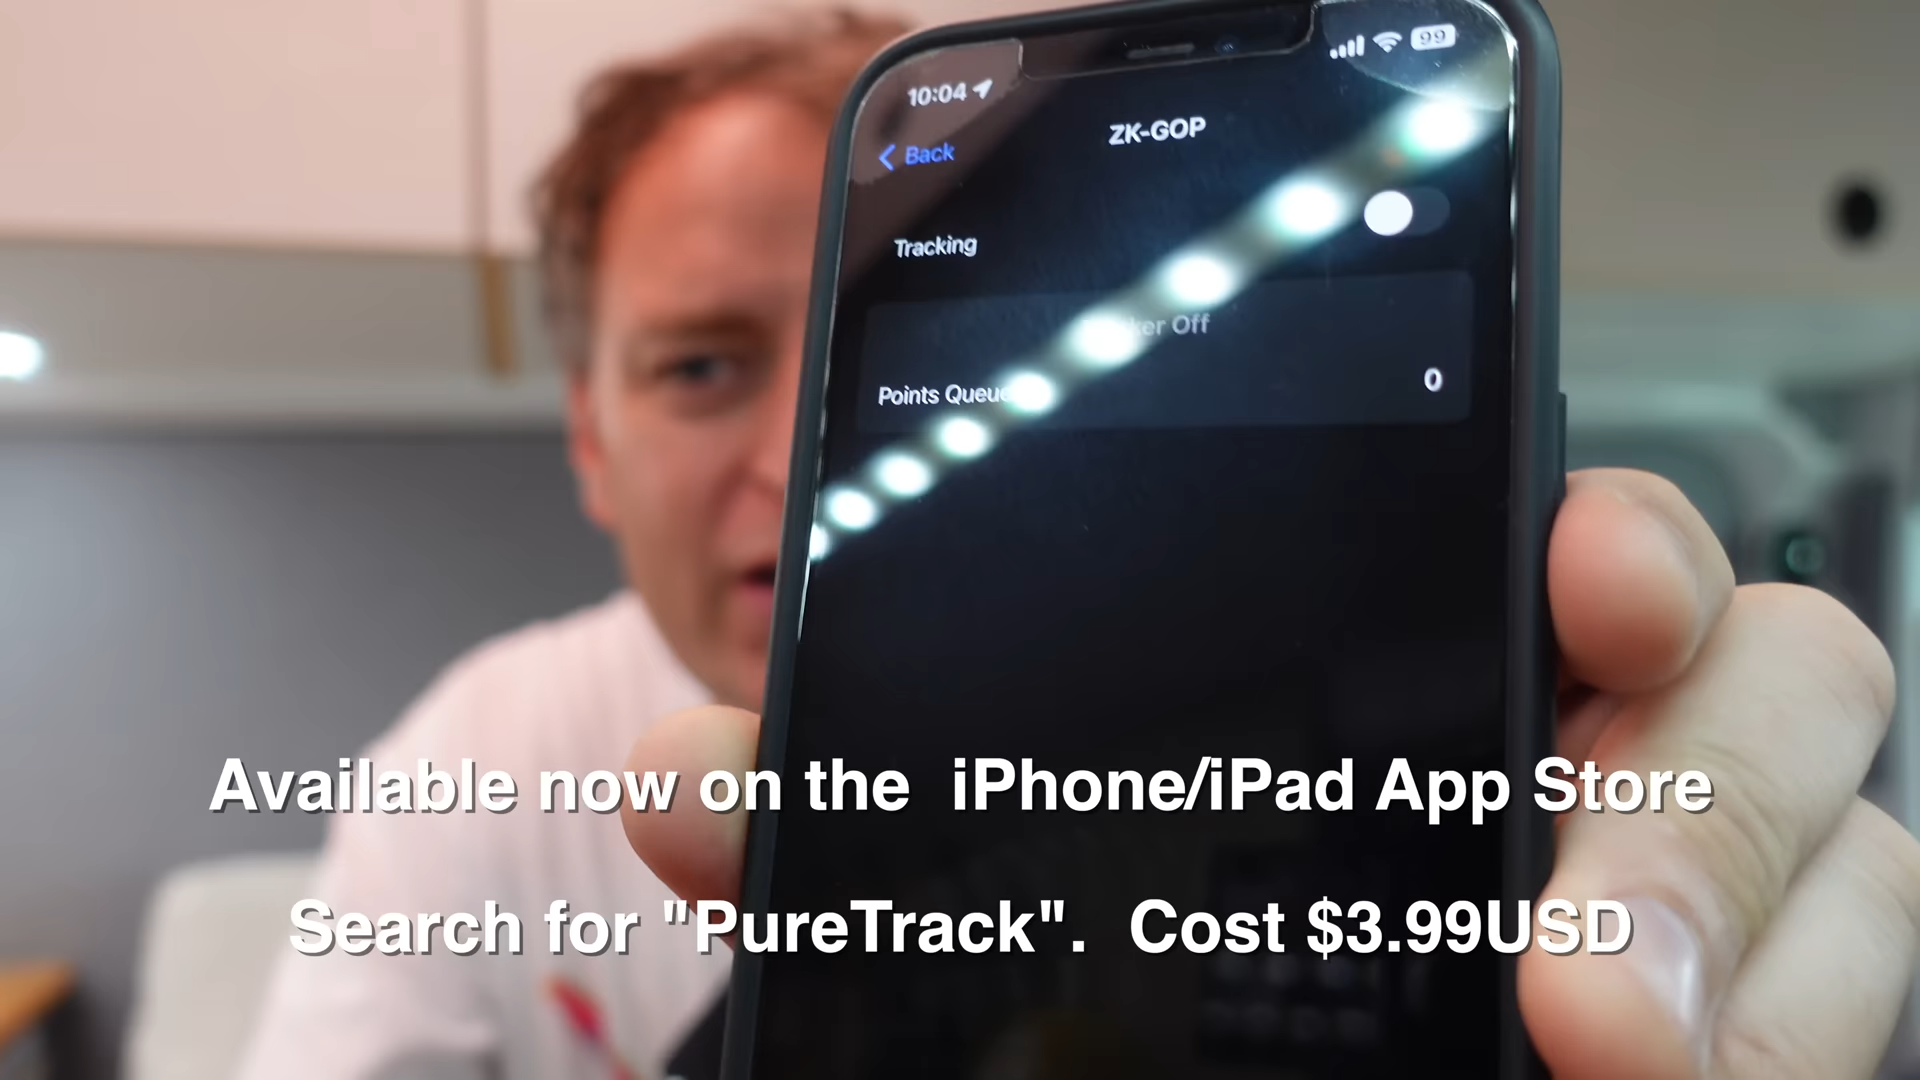 10:04
99
Back
ZK-GOP
Tracking
Off
Points
0
Available now on the iPhone/iPad App Store
Search for "PureTrack". Cost $3.99USD